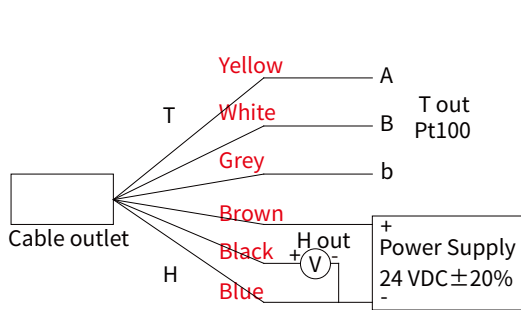 Yellow
A
T
T out
White
B
Pt100
Grey
b
Brown
+
Cable outlet
Black
H out
+
-
V
Power Supply
H
24 VDC±20%
Blue
-